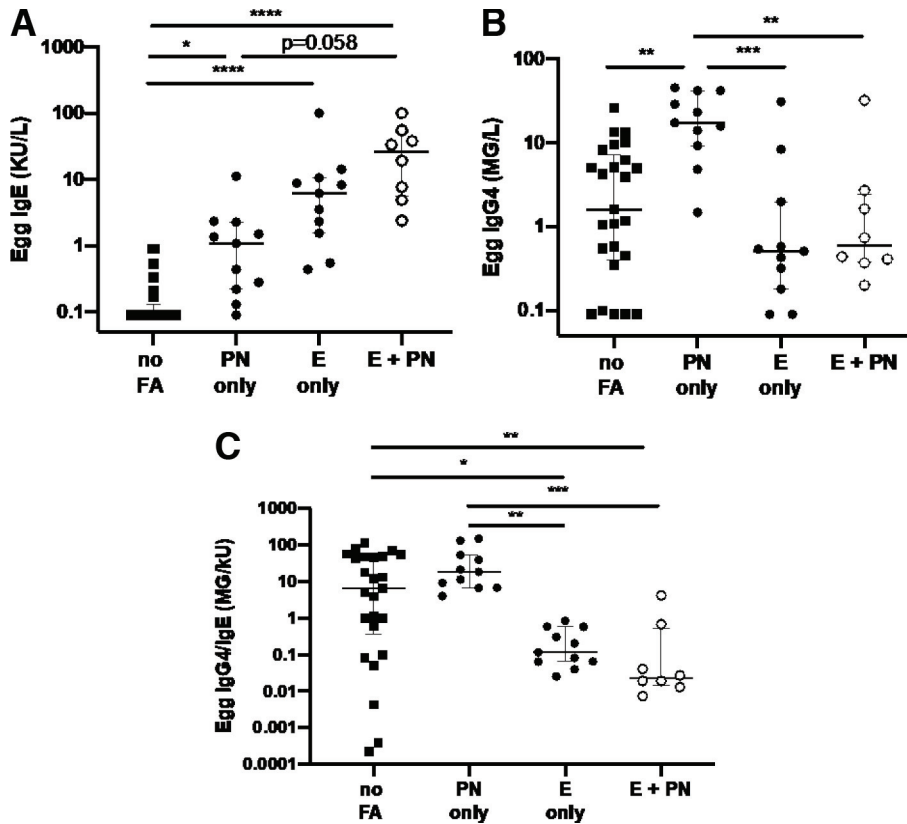 A
****
*
p=0.058
****
Egg IgE (KU/L)
1000
100
10
1
0.1
no FA
PN only
E only
E + PN
B
**
**
***
Egg IgG4 (MG/L)
100
10
1
0.1
no FA
PN only
E only
E + PN
C
**
*
***
**
Egg IgG4/IgE (MG/kU)
1000
100
10
1
0.1
0.01
0.001
0.0001
no FA
PN only
E only
E + PN